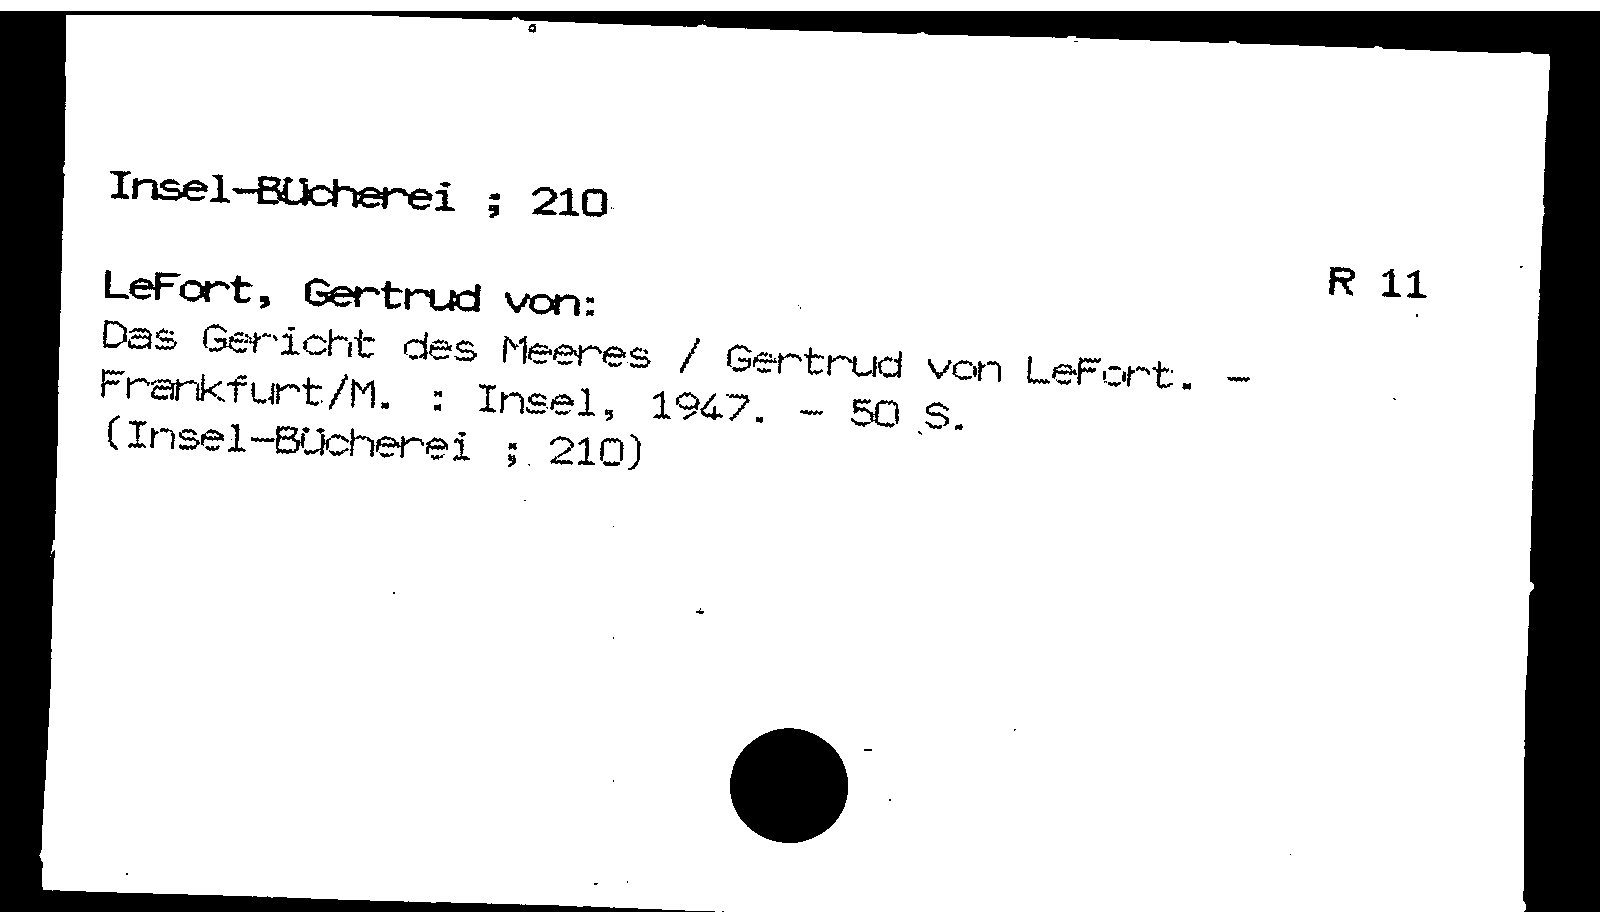 Insel-Bücherei ; 210
R 11
LeFort, Gertrud von:
Das Gericht des Meeres / Gertrud von LeFort. -
Frankfurt/M. : Insel, 1947. - 50 S.
(Insel-Bücherei ; 210)